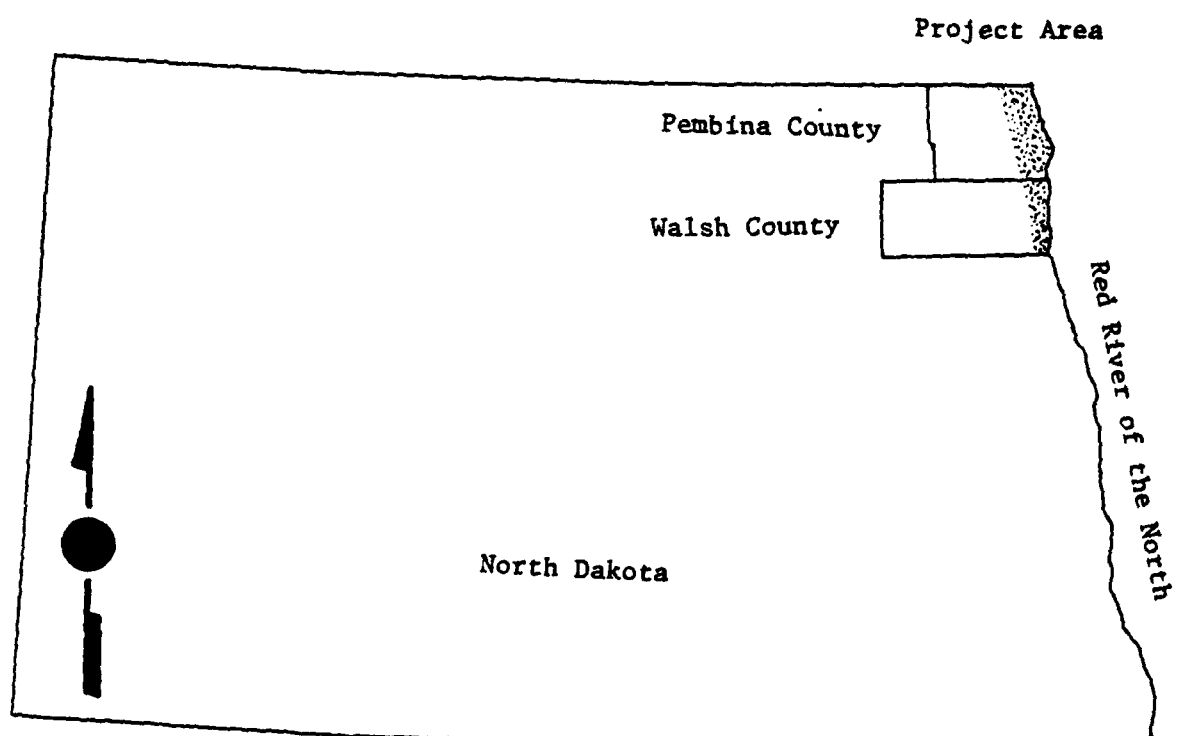 Project Area
Pembina County
Walsh County
Red River of the North
North Dakota